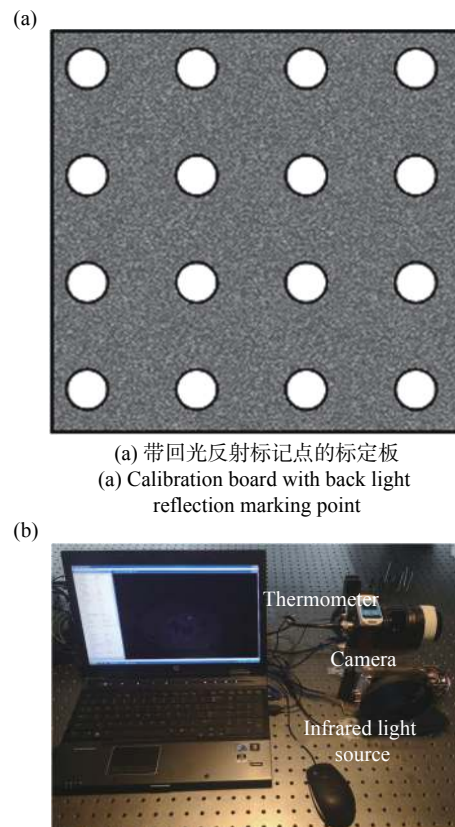 (a)
(a) 带回光反射标记点的标定板
(a) Calibration board with back light
reflection marking point
(b)
Thermometer
Camera
Infrared light
source